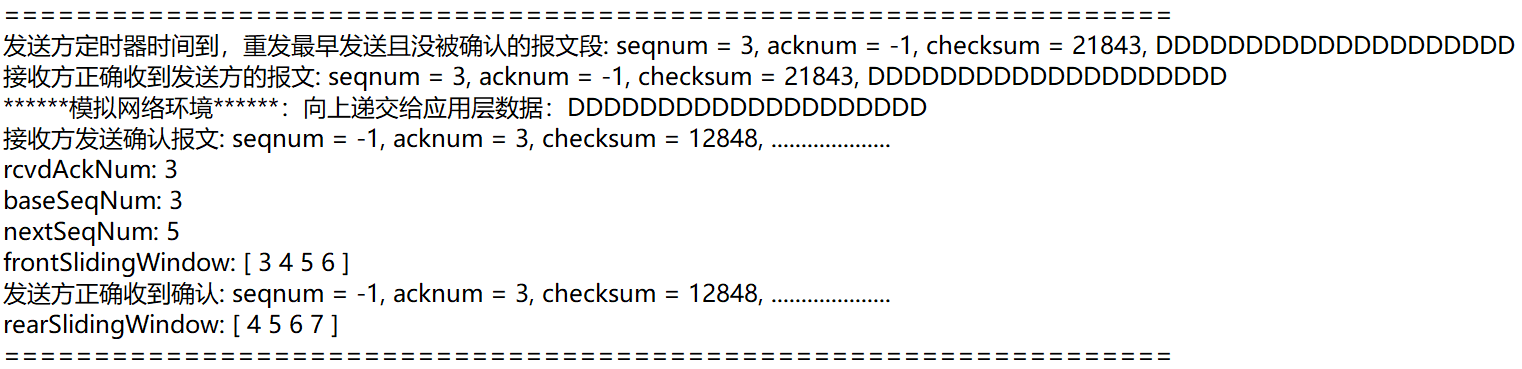 =================================================================
发送方定时器时间到，重发最早发送且没被确认的报文段: seqnum = 3, acknum = -1, checksum = 21843, DDDDDDDDDDDDDDDDDDDD
接收方正确收到发送方的报文: seqnum = 3, acknum = -1, checksum = 21843, DDDDDDDDDDDDDDDDDDDD
******模拟网络环境******：向上递交给应用层数据：DDDDDDDDDDDDDDDDDDDD
接收方发送确认报文: seqnum = -1, acknum = 3, checksum = 12848, .....................
rcvdAckNum: 3
baseSeqNum: 3
nextSeqNum: 5
frontSlidingWindow: [ 3 4 5 6 ]
发送方正确收到确认: seqnum = -1, acknum = 3, checksum = 12848, .....................
rearSlidingWindow: [ 4 5 6 7 ]
=================================================================